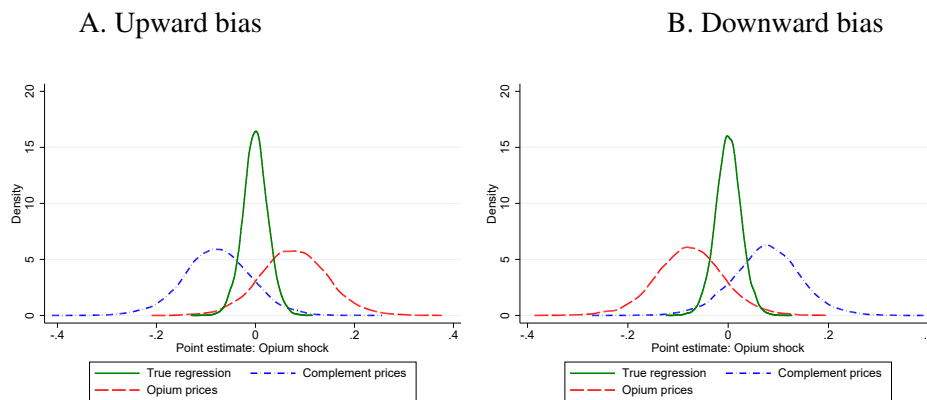 A. Upward bias
20
15
10
5
0
Density
-.4
-.2
0
.2
.4
Point estimate: Opium shock
True regression
Complement prices
Opium prices
B. Downward bias
20
15
10
5
0
Density
-.4
-.2
0
.2
Point estimate: Opium shock
True regression
Complement prices
Opium prices